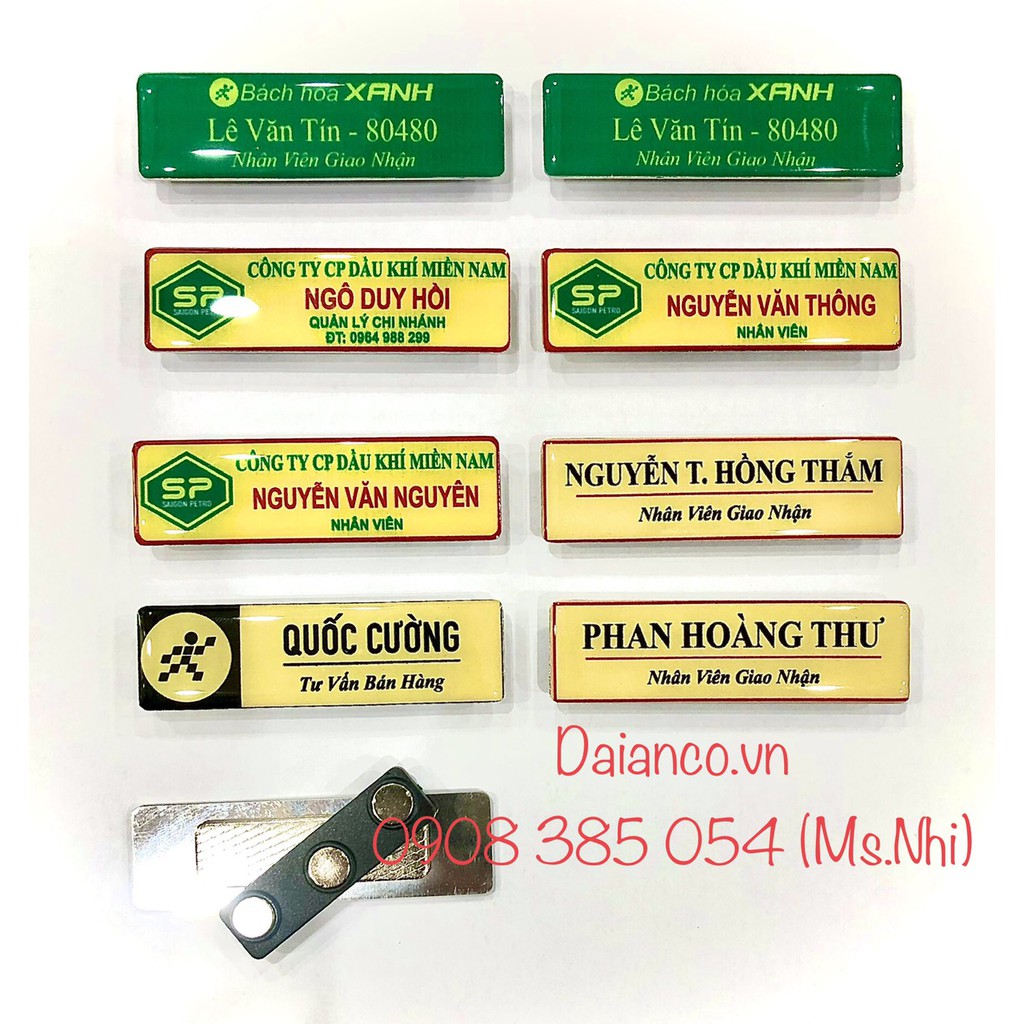 Bách hóa XANH
Lê Văn Tín - 80480
Nhân Viên Giao Nhận
Bách hóa XANH
Lê Văn Tín - 80480
Nhân Viên Giao Nhận
SP
SAIGON PETRO
CÔNG TY CP DẦU KHÍ MIỀN NAM
NGÔ DUY HỒI
QUẢN LÝ CHI NHÁNH
ĐT: 0964 988 299
SP
SAIGON PETRO
CÔNG TY CP DẦU KHÍ MIỀN NAM
NGUYỄN VĂN THÔNG
NHÂN VIÊN
SP
SAIGON PETRO
CÔNG TY CP DẦU KHÍ MIỀN NAM
NGUYỄN VĂN NGUYÊN
NHÂN VIÊN
NGUYỄN T. HỒNG THẮM
Nhân Viên Giao Nhận
QUỐC CƯỜNG
Tư Vấn Bán Hàng
PHAN HOÀNG THƯ
Nhân Viên Giao Nhận
Daianco.vn
0908 385 054 (Ms.Nhi)